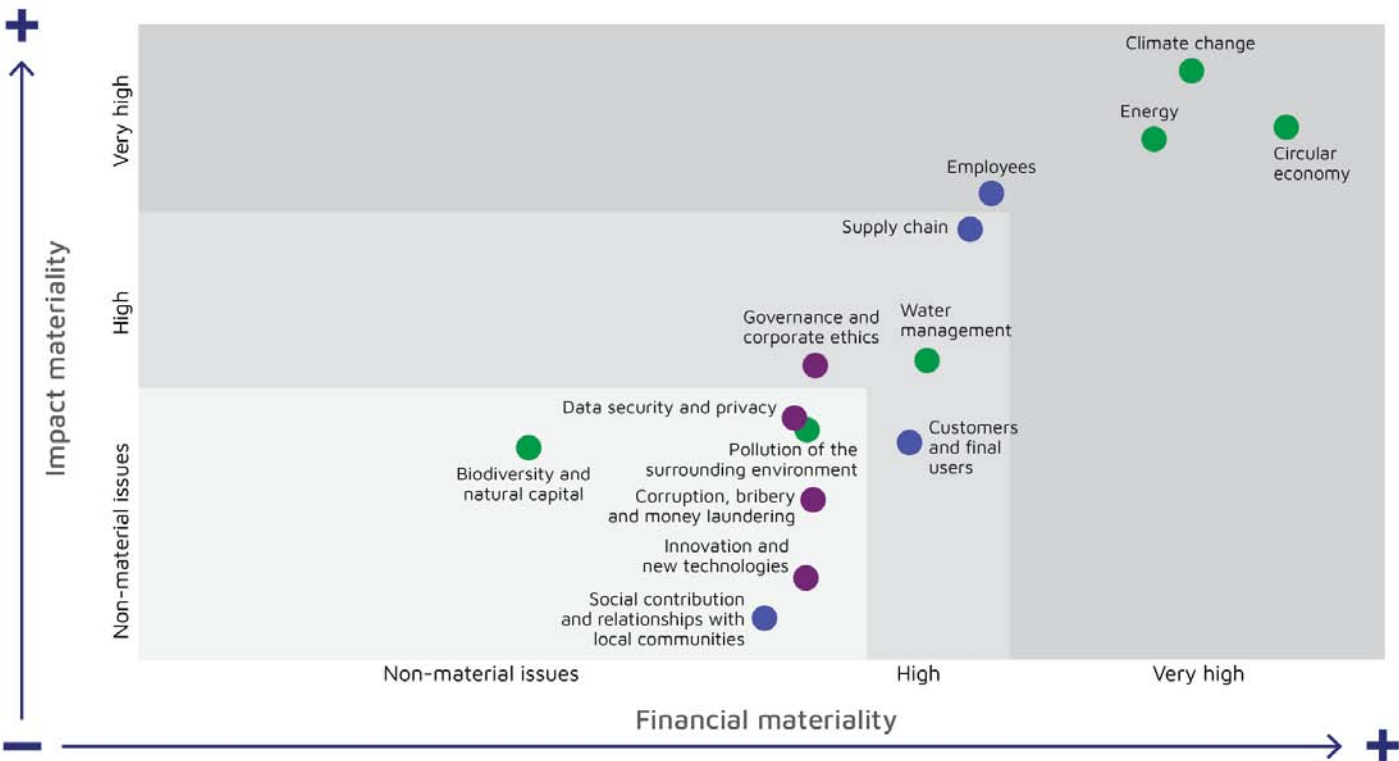 Climate change
Energy
Circular
economy
Employees
Supply chain
Governance and
corporate ethics
Water
management
Data security and privacy
Pollution of the
surrounding environment
Customers
and final
users
Biodiversity and
natural capital
Corruption, bribery
and money laundering
Innovation and
new technologies
Social contribution
and relationships with
local communities
Impact materiality
Very high
High
Non-material issues
Non-material issues
High
Very high
Financial materiality